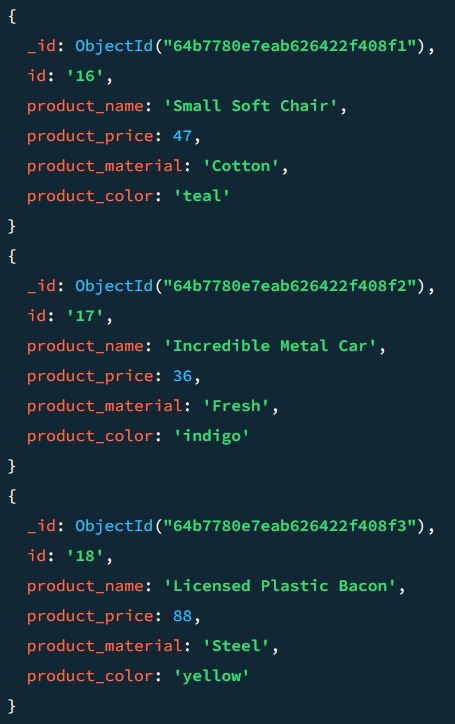 {
_id: ObjectId("64b7780e7eab626422f408f1"),
id: '16',
product_name: 'Small Soft Chair',
product_price: 47,
product_material: 'Cotton',
product_color: 'teal'
}
{
_id: ObjectId("64b7780e7eab626422f408f2"),
id: '17',
product_name: 'Incredible Metal Car',
product_price: 36,
product_material: 'Fresh',
product_color: 'indigo'
}
{
_id: ObjectId("64b7780e7eab626422f408f3"),
id: '18',
product_name: 'Licensed Plastic Bacon',
product_price: 88,
product_material: 'Steel',
product_color: 'yellow'
}